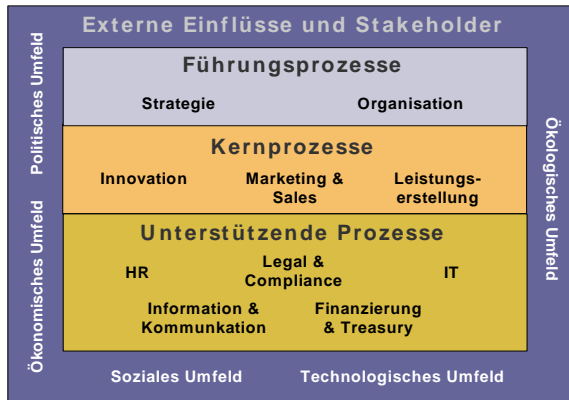 Externe Einflüsse und Stakeholder
Politisches Umfeld
Ökonomisches Umfeld
Führungsprozesse
Strategie
Organisation
Kernprozesse
Innovation
Marketing &
Sales
Leistungs-
erstellung
Unterstützende Prozesse
HR
Legal &
Compliance
IT
Information &
Kommunkation
Finanzierung
& Treasury
Ökologisches Umfeld
Soziales Umfeld
Technologisches Umfeld